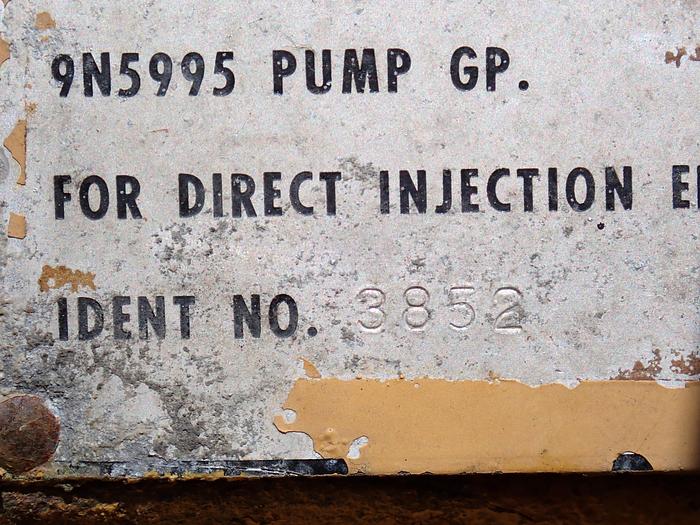 9N5995 PUMP GP.
FOR DIRECT INJECTION
IDENT NO. 3852